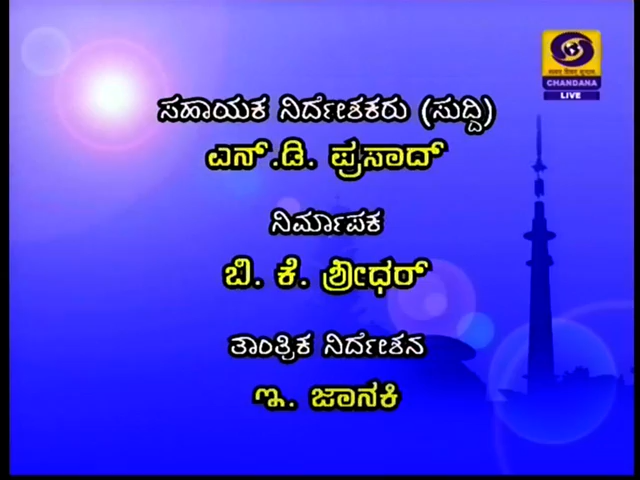 CHANDANA
LIVE
ಸಹಾಯಕ ನಿರ್ದೇಶಕರು (ಸುದ್ದಿ)
ಎನ್.ಡಿ. ಪ್ರಸಾದ್
ನಿರ್ಮಾಪಕ
ಬಿ. ಕೆ. ಶ್ರೀಧರ್
ತಾಂತ್ರಿಕ ನಿರ್ದೇಶನ
ಇ. ಜಾನಕಿ